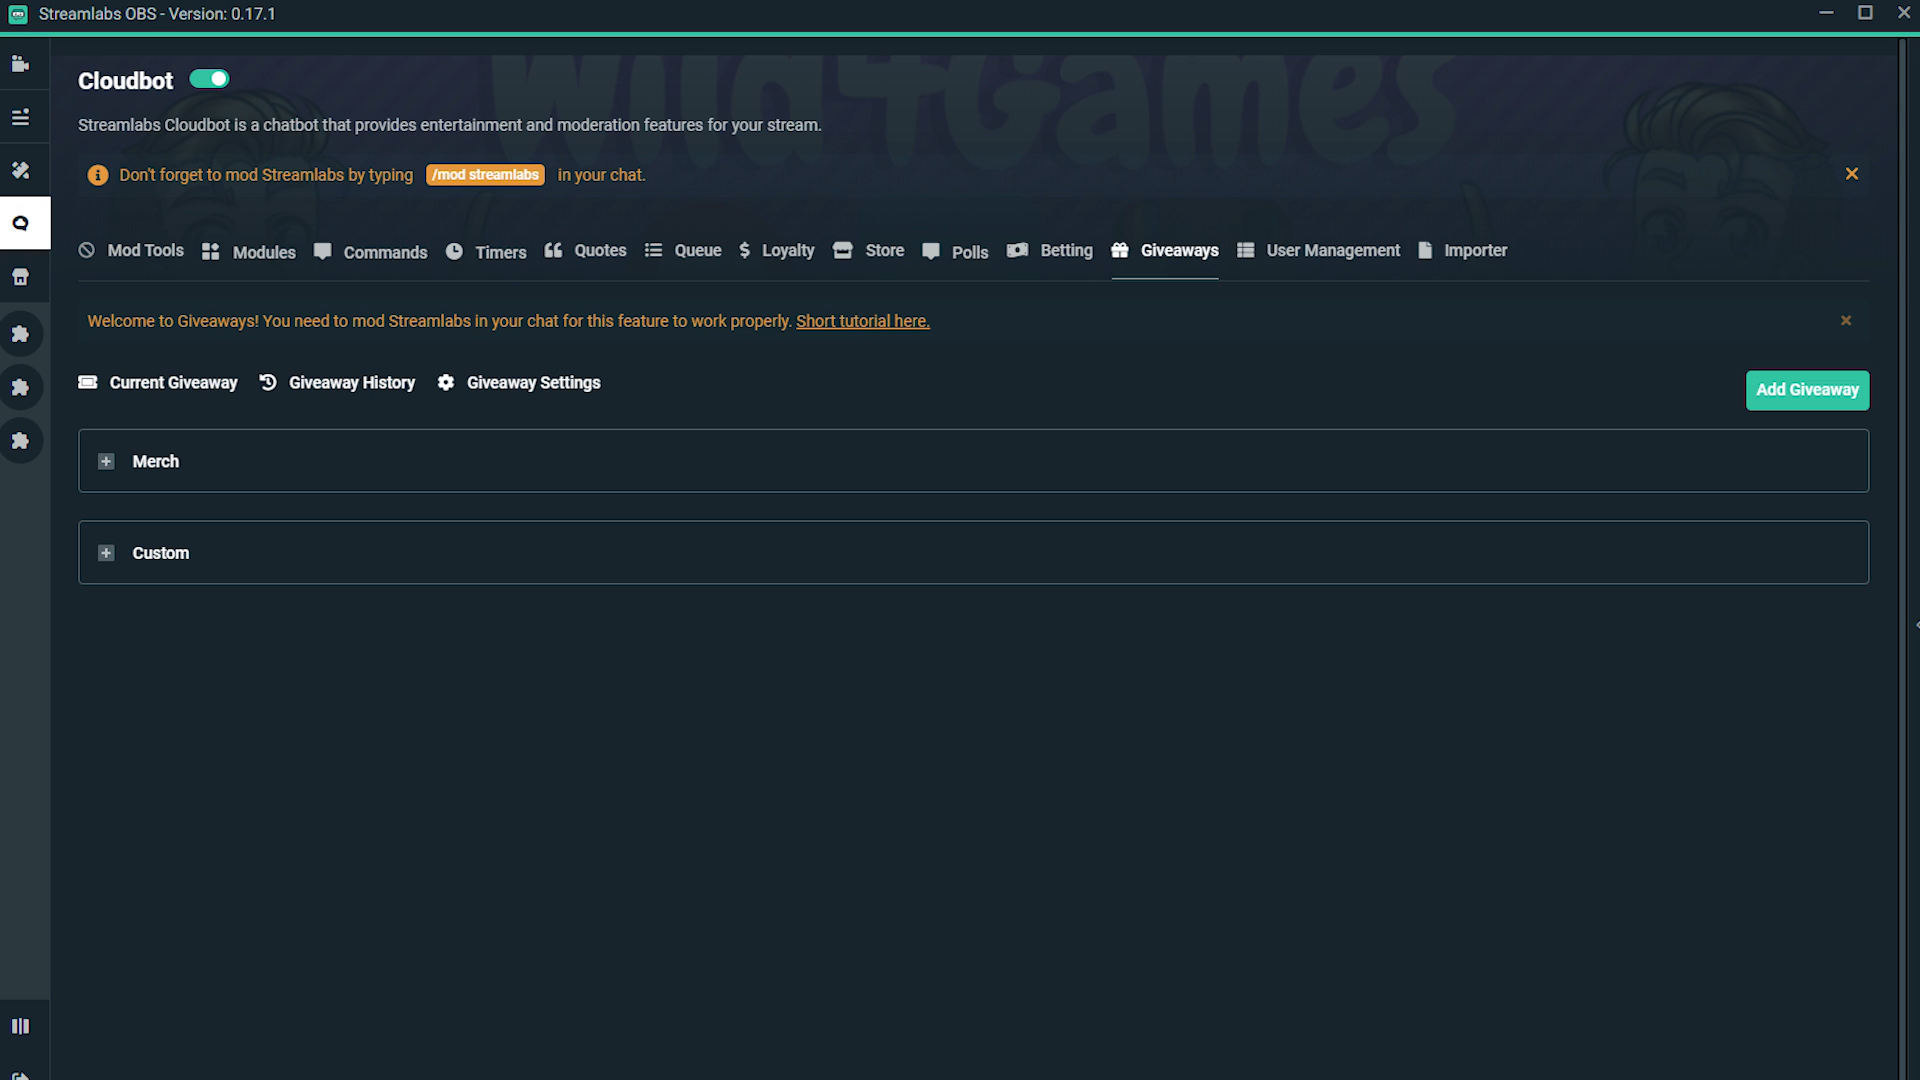 Streamlabs OBS - Version: 0.17.1
Wild4Games
Cloudbot
Streamlabs Cloudbot is a chatbot that provides entertainment and moderation features for your stream.
Don't forget to mod Streamlabs by typing /mod streamlabs in your chat.
Mod Tools Modules Commands Timers Quotes Queue Loyalty Store Polls Betting Giveaways User Management Importer
Welcome to Giveaways! You need to mod Streamlabs in your chat for this feature to work properly. Short tutorial here.
Current Giveaway Giveaway History Giveaway Settings
Add Giveaway
Merch
Custom